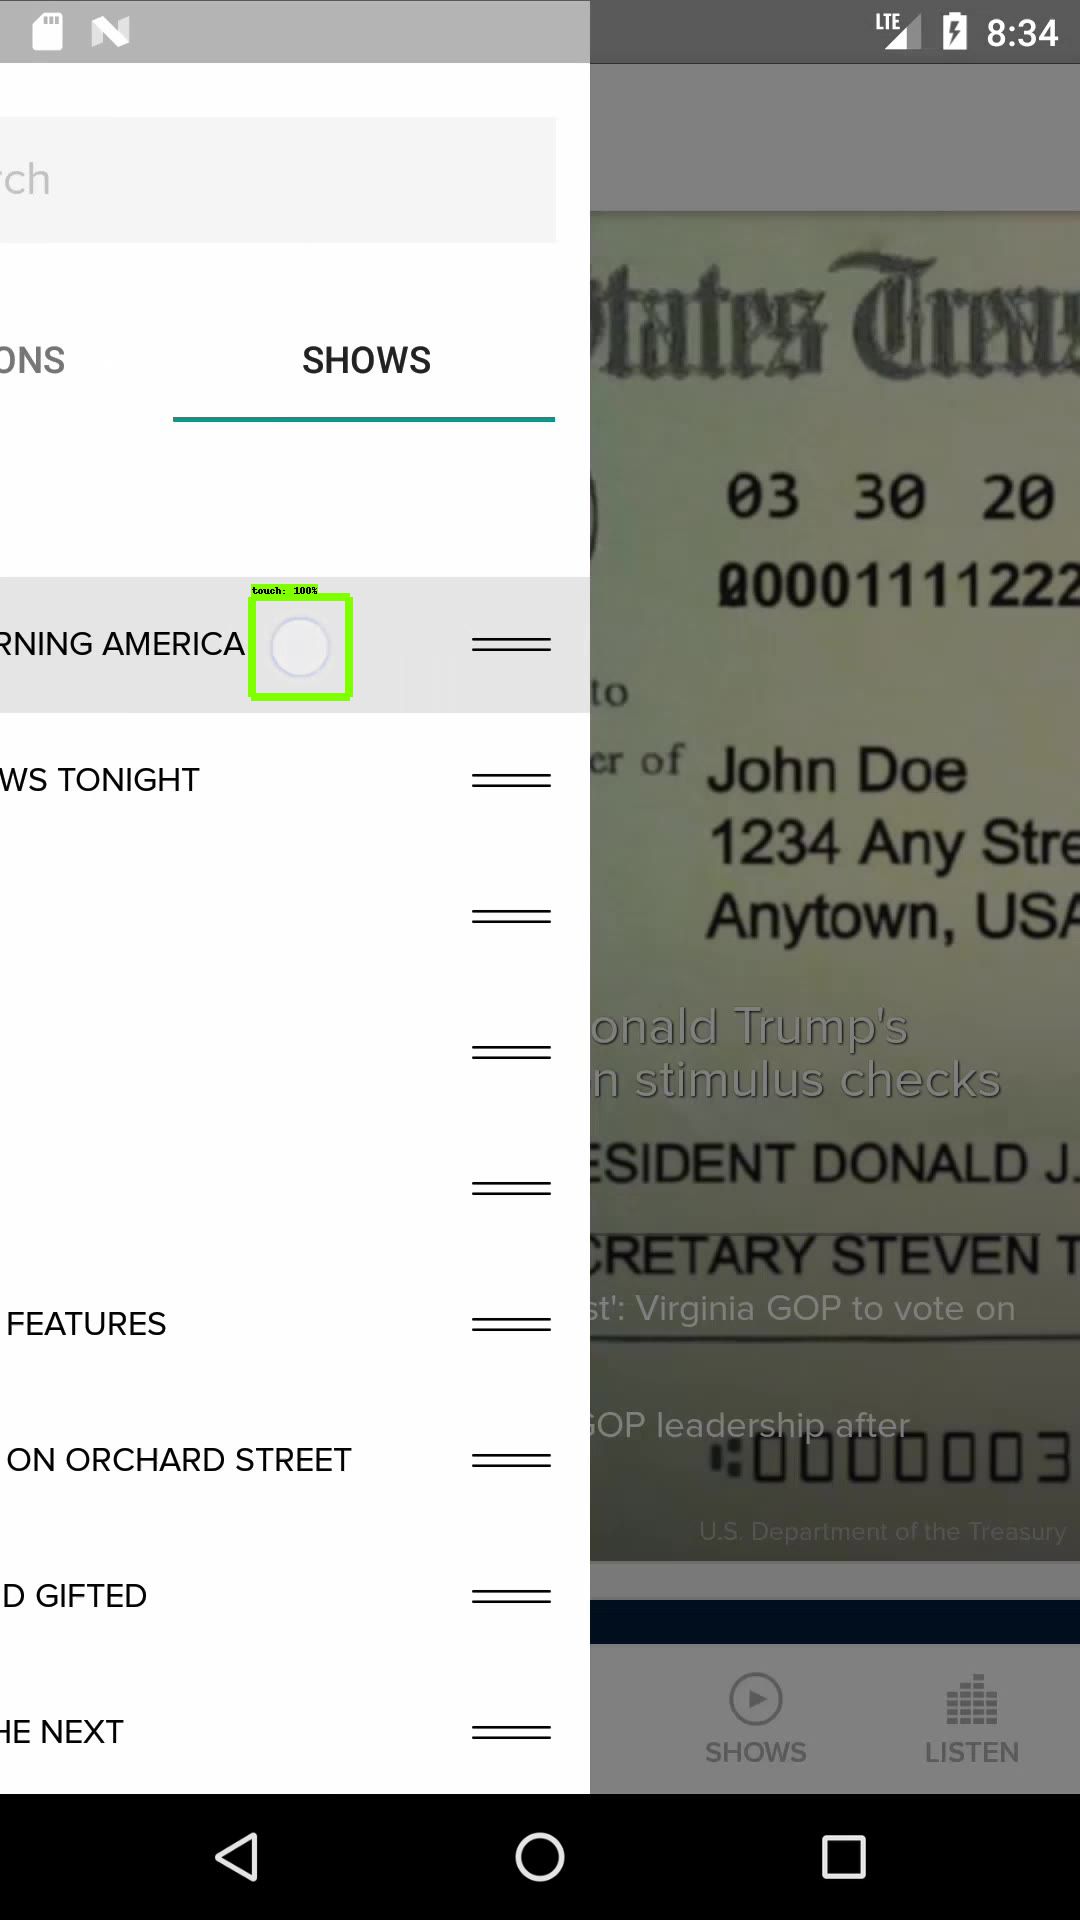 LTE 8:34
rch
ONS SHOWS
tates Treas
03 30 20
00001111222
touch: 100%
RNING AMERICA
to
WS TONIGHT
er of John Doe
1234 Any Stre
Anytown, USA
onald Trump's
n stimulus checks
ESIDENT DONALD J.
CRETARY STEVEN T
st': Virginia GOP to vote on
FEATURES
GOP leadership after
ON ORCHARD STREET
0000003
U.S. Department of the Treasury
D GIFTED
HE NEXT
SHOWS LISTEN